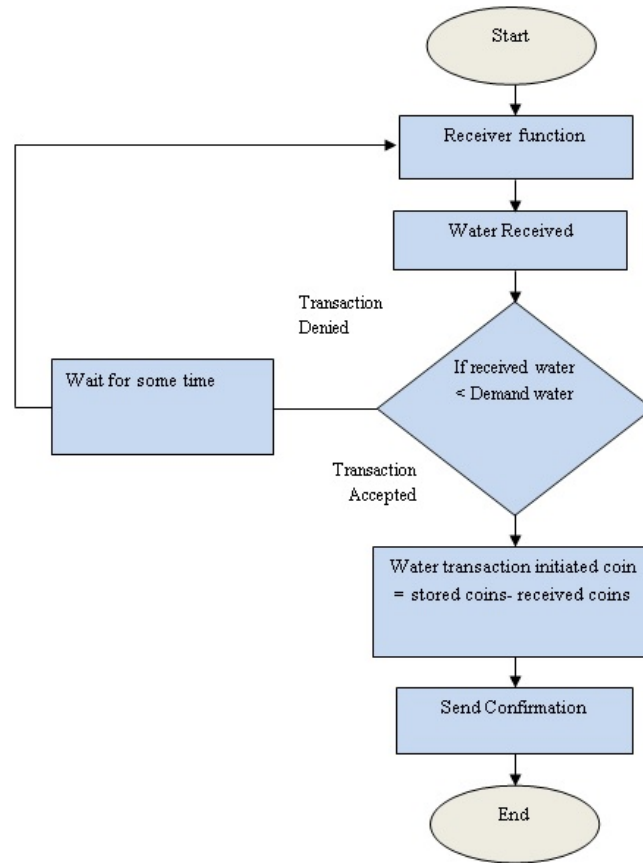 Start
Receiver function
Water Received
Transaction
Denied
If received water
< Demand water
Wait for some time
Transaction
Accepted
Water transaction initiated coin
= stored coins- received coins
Send Confirmation
End